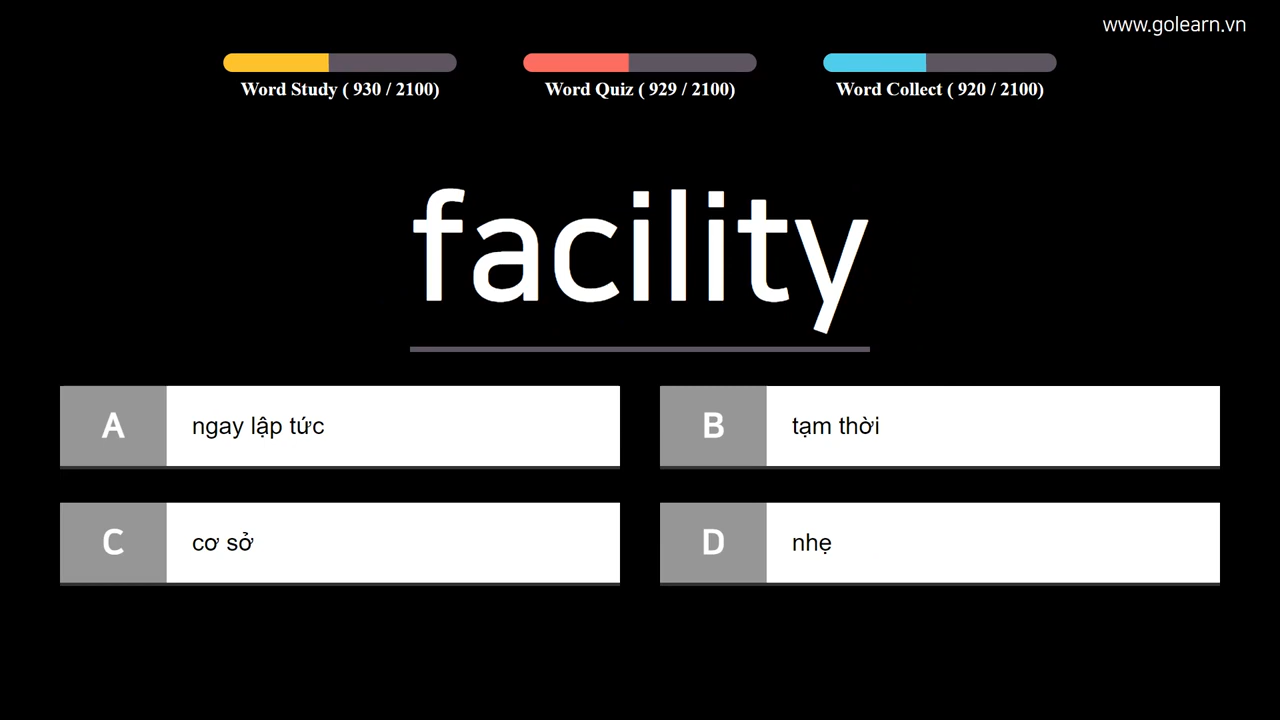 www.golearn.vn
Word Study ( 930 / 2100)
Word Quiz ( 929 / 2100)
Word Collect ( 920 / 2100)
facility
A ngay lập tức
B tạm thời
C cơ sở
D nhẹ